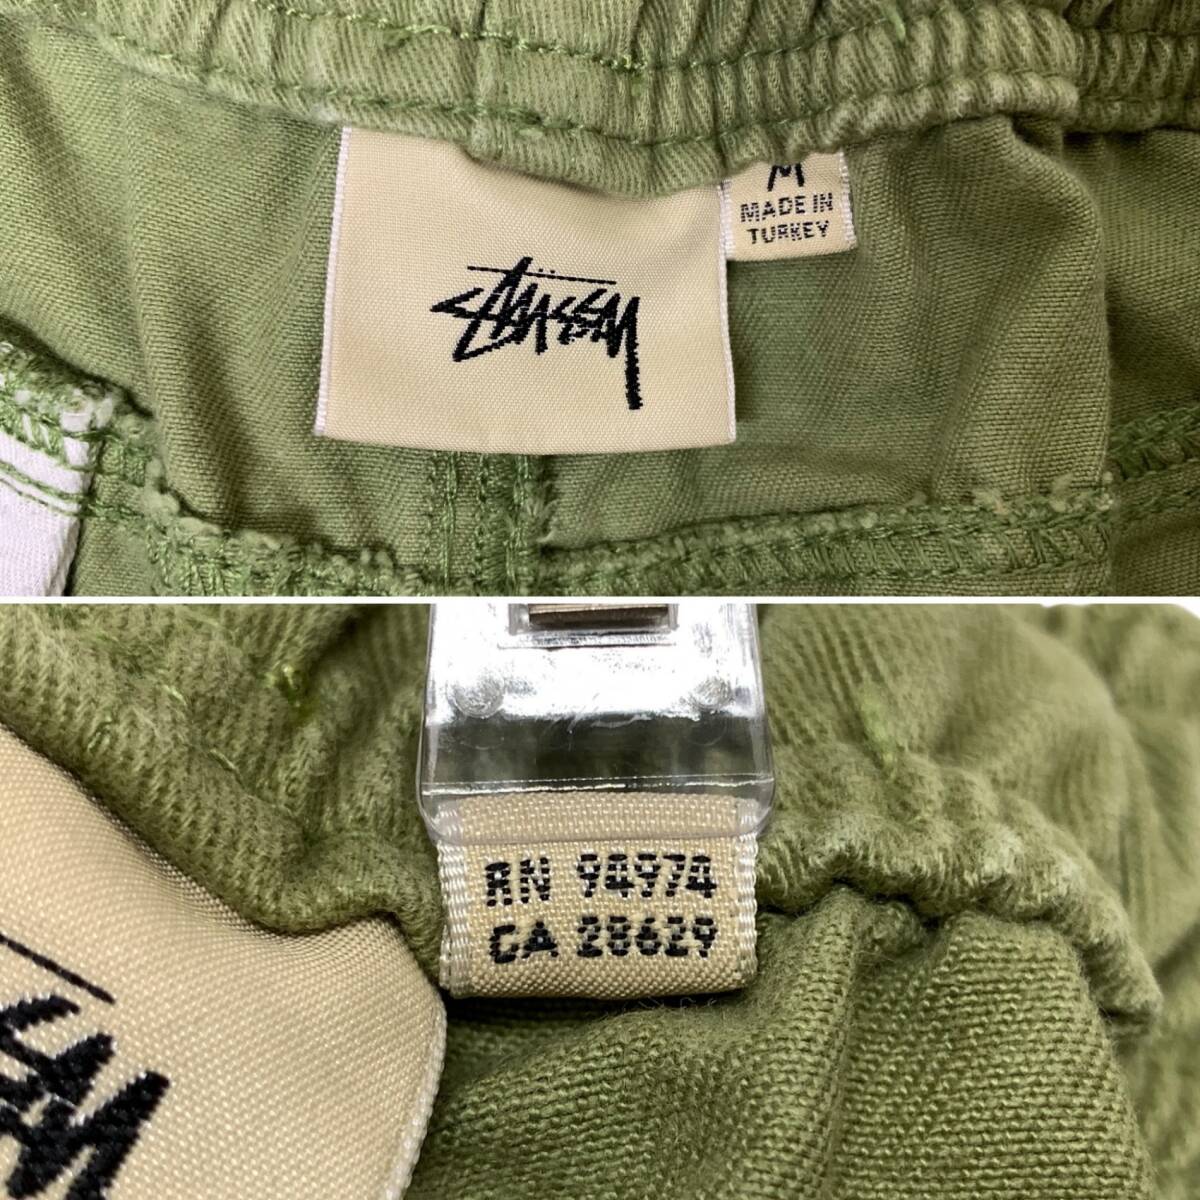 STÜSSY
M
MADE IN
TURKEY
RN 94974
CA 28629